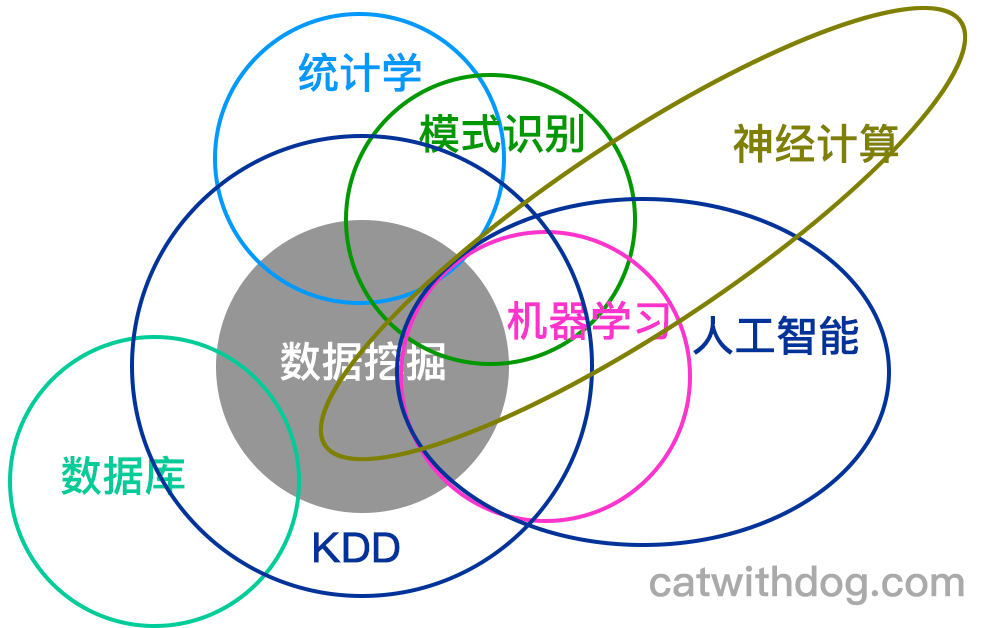 统计学
模式识别
神经计算
机器学习
人工智能
数据挖掘
数据库
KDD
catwithdog.com